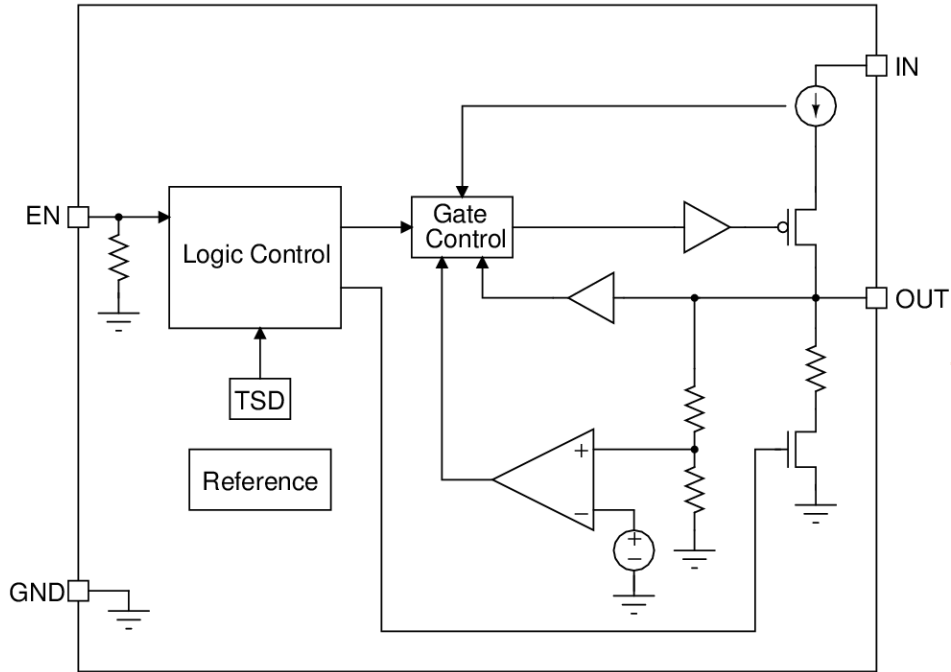 IN
EN
Logic Control
Gate
Control
OUT
TSD
+
−
Reference
+
−
GND